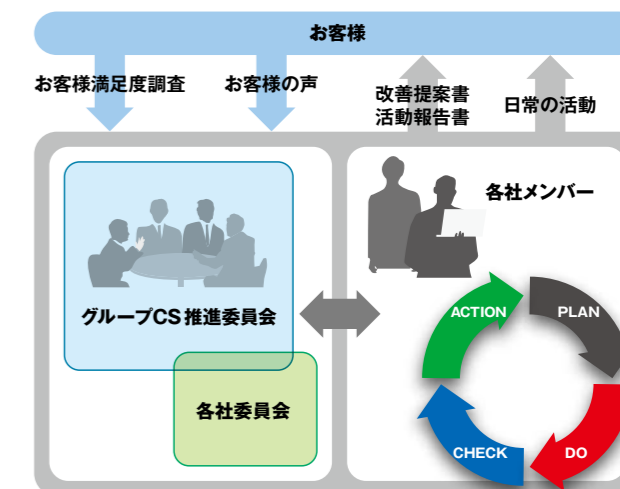 お客様
お客様満足度調査
お客様の声
改善提案書
活動報告書
日常の活動
各社メンバー
グループCS推進委員会
各社委員会
ACTION
PLAN
CHECK
DO